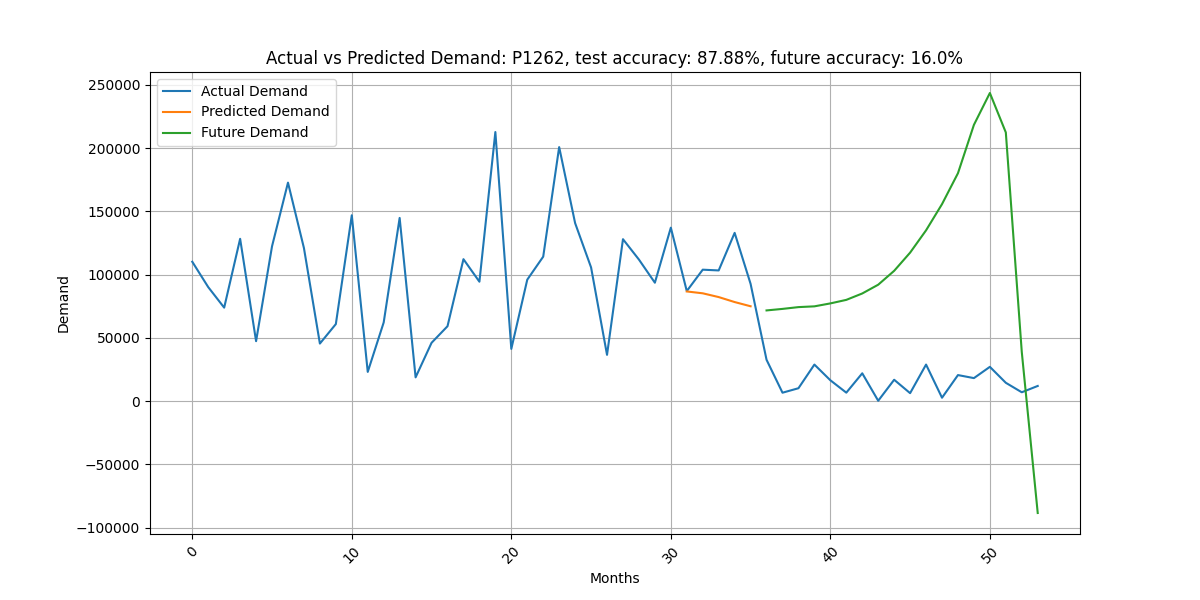 Actual vs Predicted Demand: P1262, test accuracy: 87.88%, future accuracy: 16.0%
Actual Demand
Predicted Demand
Future Demand
250000
200000
150000
100000
50000
0
−50000
−100000
Demand
0 10 20 30 40 50
Months